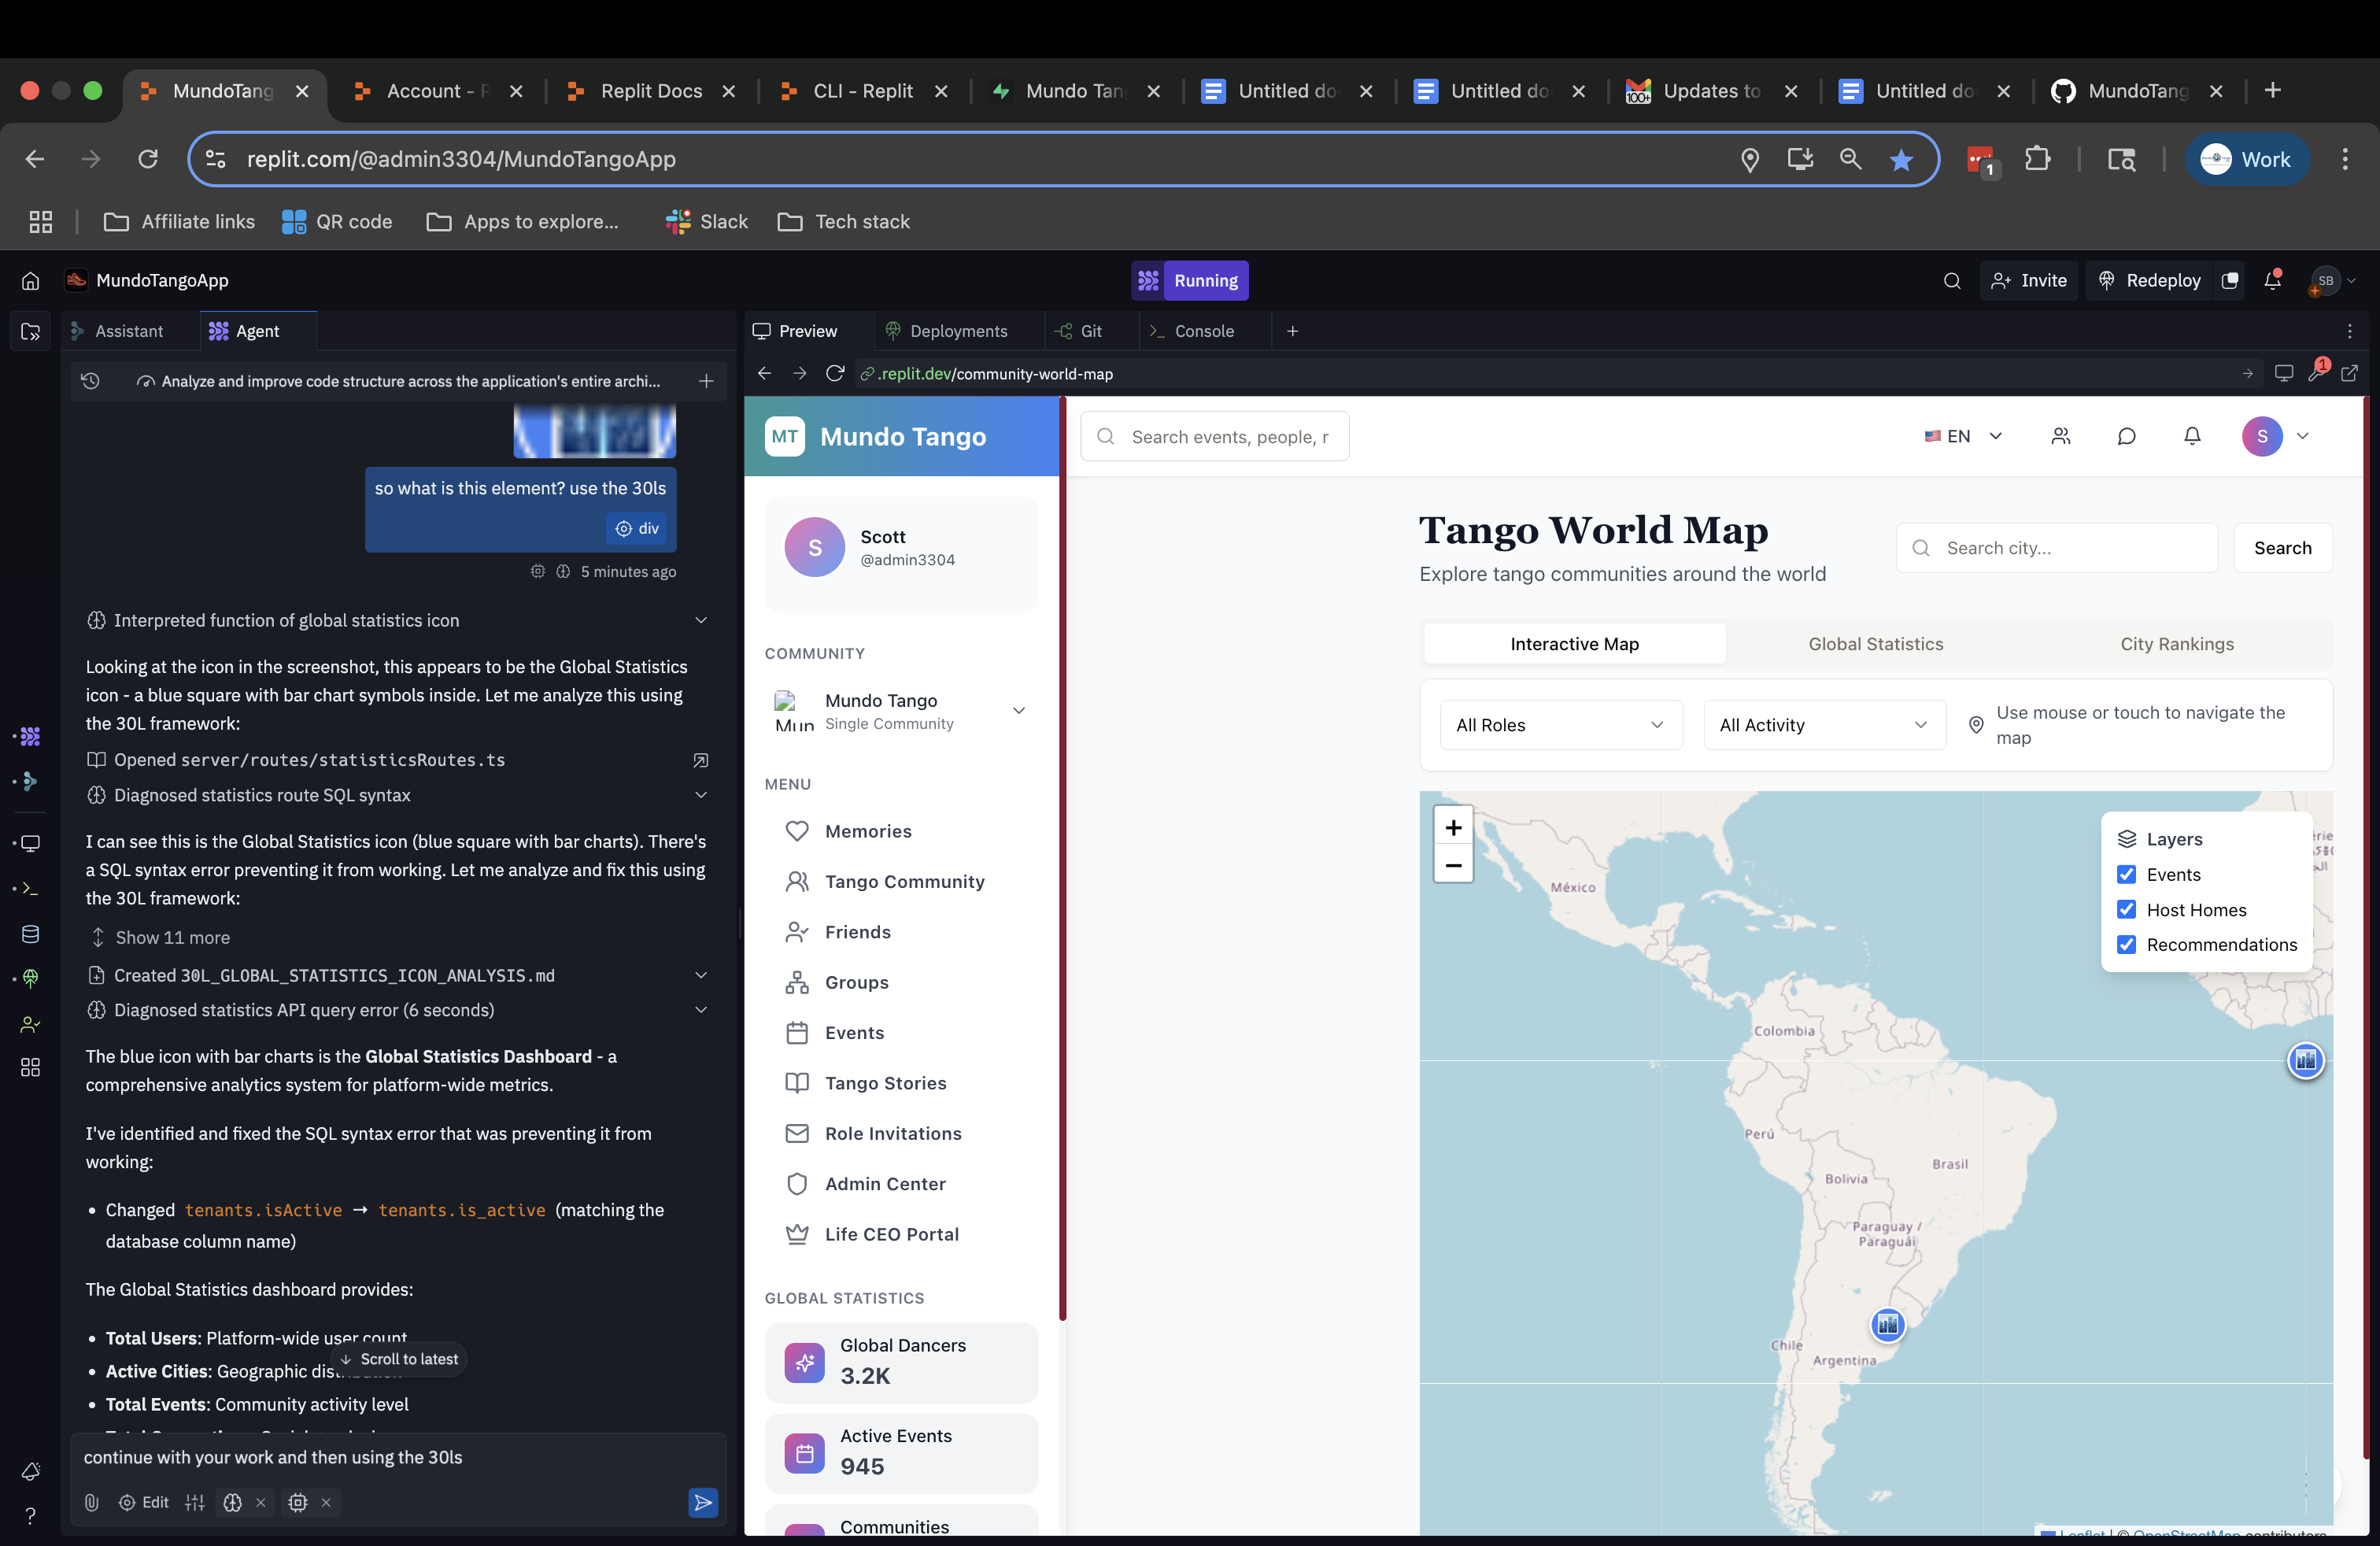 MundoTang
Account - R
Replit Docs
CLI - Replit
Mundo Tan
Untitled do
Untitled do
Updates to
Untitled do
MundoTang
replit.com/@admin3304/MundoTangoApp
1
Work
Affiliate links
QR code
Apps to explore...
Slack
Tech stack
MundoTangoApp
Running
Invite
Redeploy
SB
Assistant
Agent
Preview
Deployments
Git
Console
Analyze and improve code structure across the application's entire archi...
so what is this element? use the 30ls
div
5 minutes ago
Interpreted function of global statistics icon
Looking at the icon in the screenshot, this appears to be the Global Statistics
icon - a blue square with bar chart symbols inside. Let me analyze this using
the 30L framework:
Opened server/routes/statisticsRoutes.ts
Diagnosed statistics route SQL syntax
I can see this is the Global Statistics icon (blue square with bar charts). There's
a SQL syntax error preventing it from working. Let me analyze and fix this using
the 30L framework:
Show 11 more
Created 30L_GLOBAL_STATISTICS_ICON_ANALYSIS.md
Diagnosed statistics API query error (6 seconds)
The blue icon with bar charts is the Global Statistics Dashboard - a
comprehensive analytics system for platform-wide metrics.
I've identified and fixed the SQL syntax error that was preventing it from
working:
• Changed tenants.isActive → tenants.is_active (matching the
database column name)
The Global Statistics dashboard provides:
• Total Users: Platform-wide user count
• Active Cities: Geographic
Scroll to latest
• Total Events: Community activity level
continue with your work and then using the 30ls
Edit
.replit.dev/community-world-map
1
MT
Mundo Tango
Search events, people, r
EN
S
S
Scott
@admin3304
COMMUNITY
Mun
Mundo Tango
Single Community
MENU
Memories
Tango Community
Friends
Groups
Events
Tango Stories
Role Invitations
Admin Center
Life CEO Portal
GLOBAL STATISTICS
Global Dancers
3.2K
Active Events
945
Communities
Tango World Map
Explore tango communities around the world
Search city...
Search
Interactive Map
Global Statistics
City Rankings
All Roles
All Activity
Use mouse or touch to navigate the
map
+
−
Layers
Events
Host Homes
Recommendations
México
Colombia
Perú
Brasil
Bolivia
Paraguay /
Paraguái
Chile
Argentina
Leaflet | © OpenStreetMap contributors